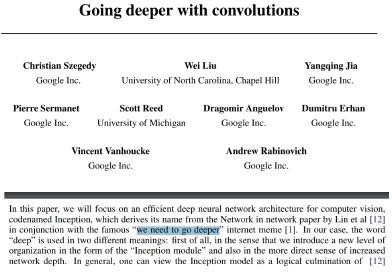 Going deeper with convolutions
Christian Szegedy Wei Liu Yangqing Jia
Google Inc. University of North Carolina, Chapel Hill Google Inc.
Pierre Sermanet Scott Reed Dragomir Anguelov Dumitru Erhan
Google Inc. University of Michigan Google Inc. Google Inc.
Vincent Vanhoucke Andrew Rabinovich
Google Inc. Google Inc.
In this paper, we will focus on an efficient deep neural network architecture for computer vision,
codenamed Inception, which derives its name from the Network in network paper by Lin et al [12]
in conjunction with the famous “we need to go deeper” internet meme [1]. In our case, the word
“deep” is used in two different meanings: first of all, in the sense that we introduce a new level of
organization in the form of the “Inception module” and also in the more direct sense of increased
network depth. In general, one can view the Inception model as a logical culmination of [12]